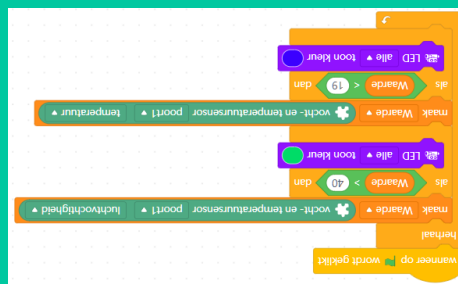 wanneer op wordt geklikt
herhaal
maak Waarde vocht- en temperatuursensor poort1 luchtvochtigheid
als Waarde < 40 dan
LED alle toon kleur
maak Waarde vocht- en temperatuursensor poort1 temperatuur
als Waarde > 19 dan
LED alle toon kleur